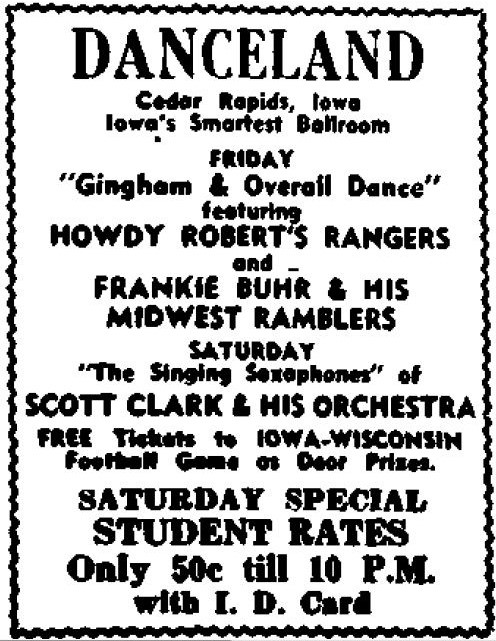 DANCELAND
Cedar Rapids, Iowa
Iowa's Smartest Ballroom
FRIDAY
"Gingham & Overall Dance"
featuring
HOWDY ROBERT'S RANGERS
and
FRANKIE BUHR & HIS
MIDWEST RAMBLERS
SATURDAY
"The Singing Saxophones" of
SCOTT CLARK & HIS ORCHESTRA
FREE Tickets to IOWA-WISCONSIN
Football Game as Door Prizes.
SATURDAY SPECIAL
STUDENT RATES
Only 50c till 10 P.M.
with I. D. Card